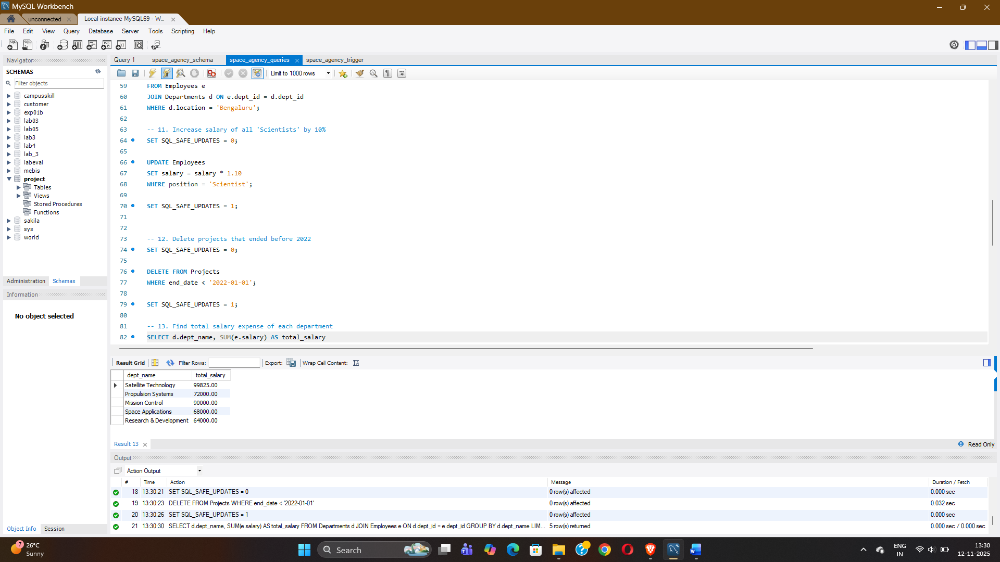 MySQL Workbench
unconnected
Local instance MySQL69 - W...
File Edit View Query Database Server Tools Scripting Help
Navigator
SCHEMAS
Filter objects
campusskill
customer
exp01b
lab03
lab05
lab3
lab4
lab_3
labeval
mebis
project
Tables
Views
Stored Procedures
Functions
sakila
sys
world
Administration Schemas
Information
No object selected
Object Info Session
Query 1 space_agency_schema space_agency_queries space_agency_trigger
Limit to 1000 rows
59 FROM Employees e
60 JOIN Departments d ON e.dept_id = d.dept_id
61 WHERE d.location = 'Bengaluru';
62
63 -- 11. Increase salary of all 'Scientists' by 10%
64 SET SQL_SAFE_UPDATES = 0;
65
66 UPDATE Employees
67 SET salary = salary * 1.10
68 WHERE position = 'Scientist';
69
70 SET SQL_SAFE_UPDATES = 1;
71
72
73 -- 12. Delete projects that ended before 2022
74 SET SQL_SAFE_UPDATES = 0;
75
76 DELETE FROM Projects
77 WHERE end_date < '2022-01-01';
78
79 SET SQL_SAFE_UPDATES = 1;
80
81 -- 13. Find total salary expense of each department
82 SELECT d.dept_name, SUM(e.salary) AS total_salary
Result Grid Filter Rows: Export: Wrap Cell Content:
dept_name total_salary
Satellite Technology 99825.00
Propulsion Systems 72000.00
Mission Control 90000.00
Space Applications 68000.00
Research & Development 64000.00
Result 13 Read Only
Output
Action Output
# Time Action Message Duration / Fetch
18 13:30:21 SET SQL_SAFE_UPDATES = 0 0 row(s) affected 0.000 sec
19 13:30:23 DELETE FROM Projects WHERE end_date < '2022-01-01' 0 row(s) affected 0.032 sec
20 13:30:26 SET SQL_SAFE_UPDATES = 1 0 row(s) affected 0.000 sec
21 13:30:30 SELECT d.dept_name, SUM(e.salary) AS total_salary FROM Departments d JOIN Employees e ON d.dept_id = e.dept_id GROUP BY d.dept_name LIM... 5 row(s) returned 0.000 sec / 0.000 sec
7
26°C
Sunny
Search
ENG
IN
13:30
12-11-2025